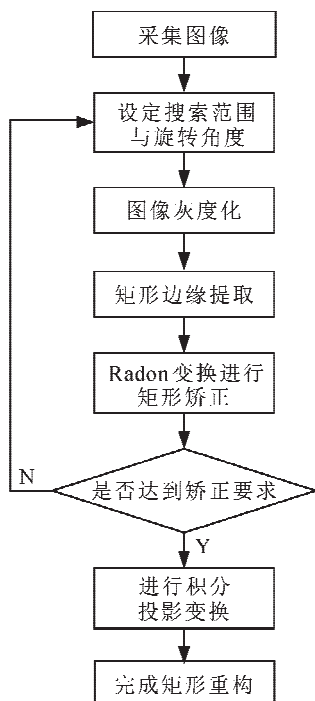 采集图像
设定搜索范围
与旋转角度
图像灰度化
矩形边缘提取
Radon变换进行
矩形矫正
N
是否达到矫正要求
Y
进行积分
投影变换
完成矩形重构